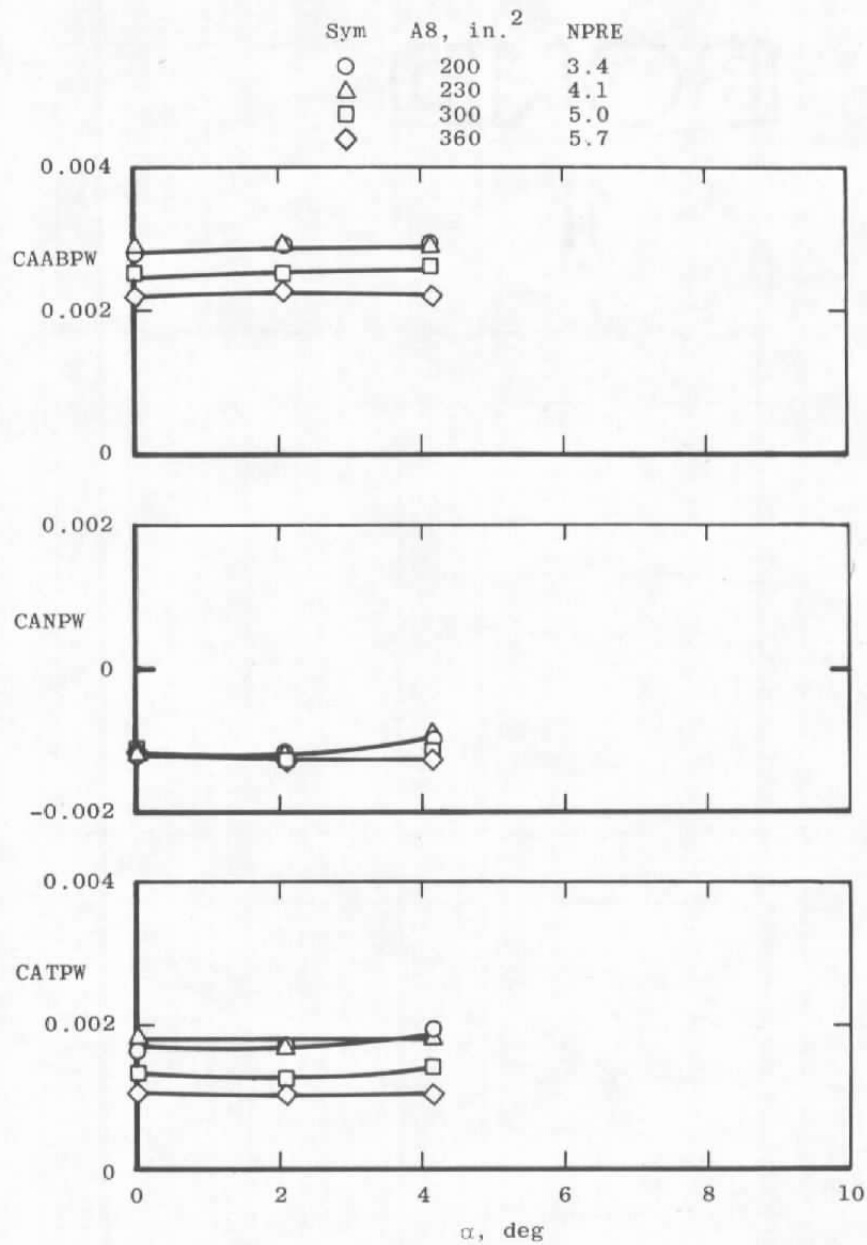 Sym A8, in.² NPRE
200 3.4
230 4.1
300 5.0
360 5.7
0.004
CAABPW
0.002
0
0.002
CANPW
0
-0.002
0.004
CATPW
0.002
0
0 2 4 6 8 10
α, deg